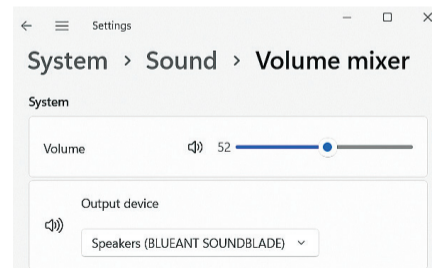 Settings
System > Sound > Volume mixer
System
Volume 52
Output device
Speakers (BLUEANT SOUNDBLADE)